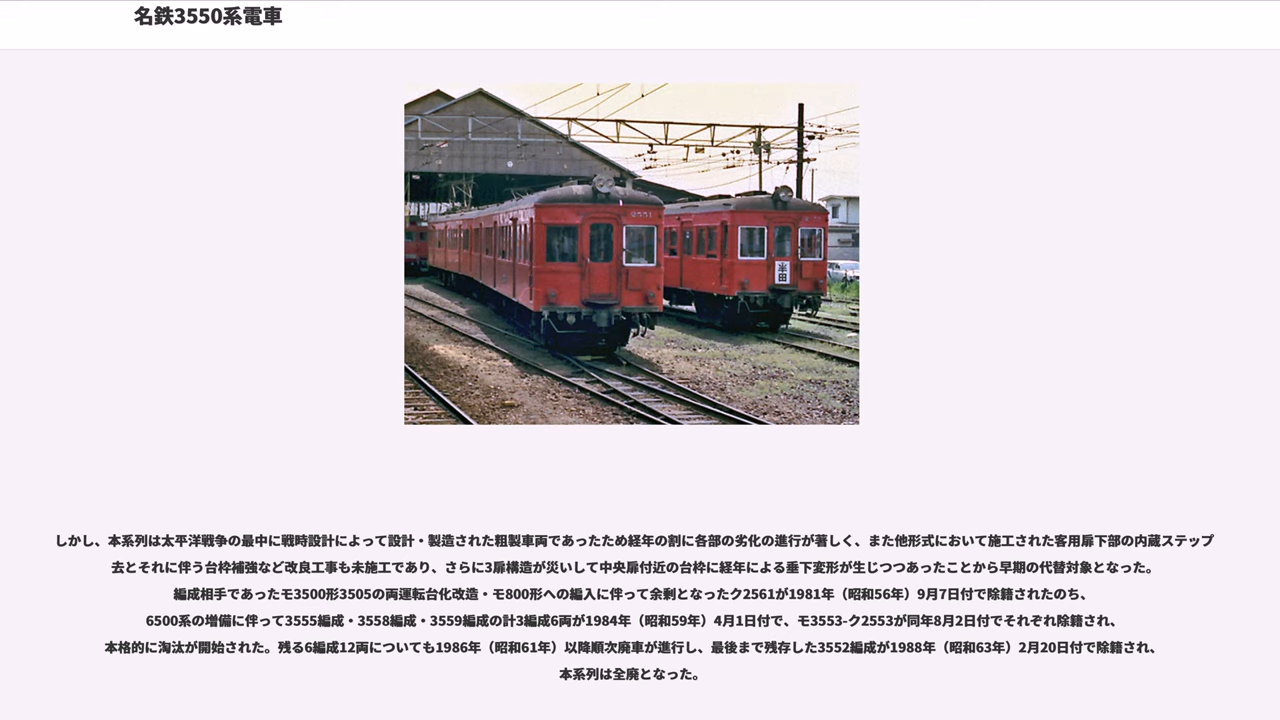 名鉄3550系電車
2551
半田
しかし、本系列は太平洋戦争の最中に戦時設計によって設計・製造された粗製車両であったため経年の割に各部の劣化の進行が著しく、また他形式において施工された客用扉下部の内蔵ステップ
去とそれに伴う台枠補強など改良工事も未施工であり、さらに3扉構造が災いして中央扉付近の台枠に経年による垂下変形が生じつつあったことから早期の代替対象となった。
編成相手であったモ3500形3505の両運転台化改造・モ800形への編入に伴って余剰となったク2561が1981年（昭和56年）9月7日付で除籍されたのち、
6500系の増備に伴って3555編成・3558編成・3559編成の計3編成6両が1984年（昭和59年）4月1日付で、モ3553-ク2553が同年8月2日付でそれぞれ除籍され、
本格的に淘汰が開始された。残る6編成12両についても1986年（昭和61年）以降順次廃車が進行し、最後まで残存した3552編成が1988年（昭和63年）2月20日付で除籍され、
本系列は全廃となった。